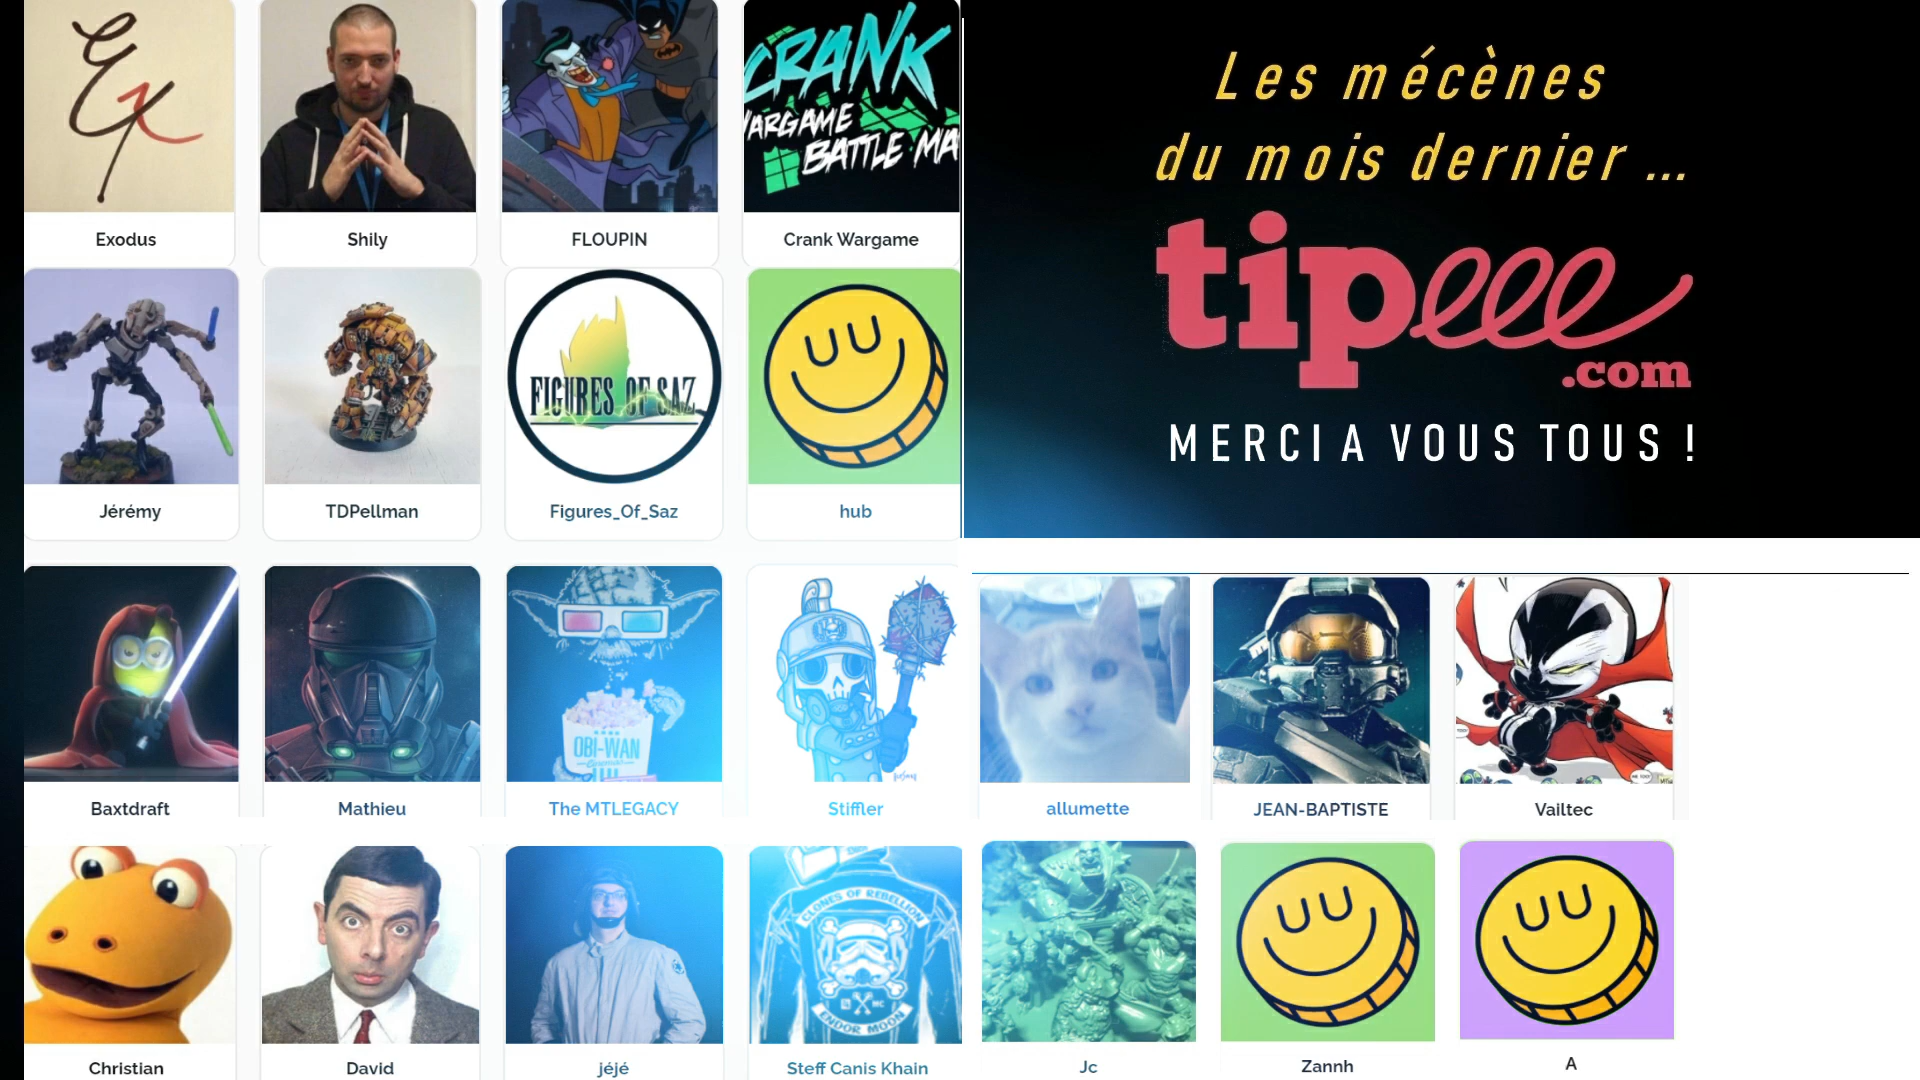 Ex
CRANK
WARGAME
BATTLE MA
Exodus
Shily
FLOUPIN
Crank Wargame
Les mécènes
du mois dernier ...
tipeee
.com
MERCI A VOUS TOUS !
FIGURES OF SAZ
Jérémy
TDPellman
Figures_Of_Saz
hub
OBI-WAN
Baxtdraft
Mathieu
The MTLEGACY
Stiffler
allumette
JEAN-BAPTISTE
Vailtec
CLONES OF REBELLION
MC
ENDOR MOON
Christian
David
jéjé
Steff Canis Khain
Jc
Zannh
A